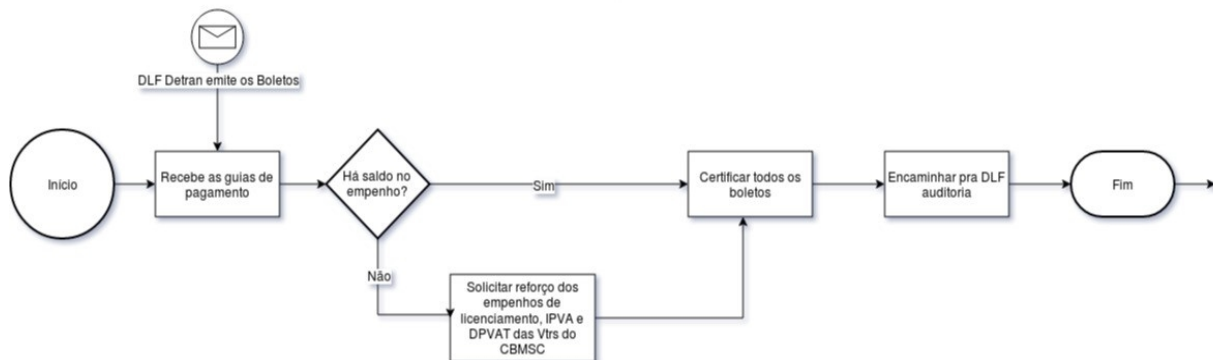 DLF Detran emite os Boletos
Início
Recebe as guias de
pagamento
Há saldo no
empenho?
Sim
Certificar todos os
boletos
Encaminhar pra DLF
auditoria
Fim
Não
Solicitar reforço dos
empenhos de
licenciamento, IPVA e
DPVAT das Vtrs do
CBMSC